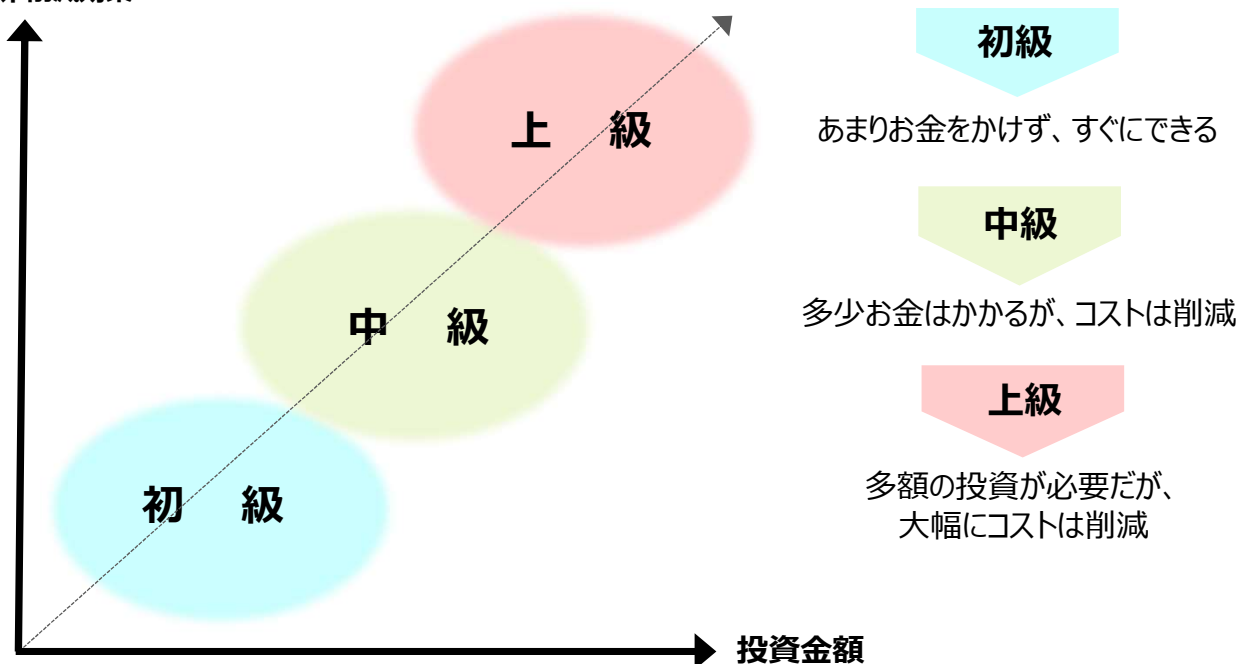 上 級
中 級
初 級
投資金額
初級
あまりお金をかけず、すぐにできる
中級
多少お金はかかるが、コストは削減
上級
多額の投資が必要だが、
大幅にコストは削減